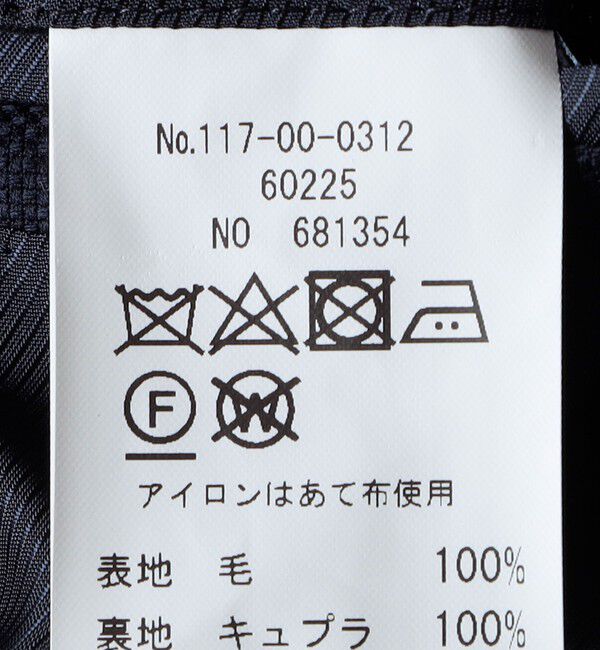 No.117-00-0312
60225
NO 681354
F W
アイロンはあて布使用
表地 毛 100%
裏地 キュプラ 100%